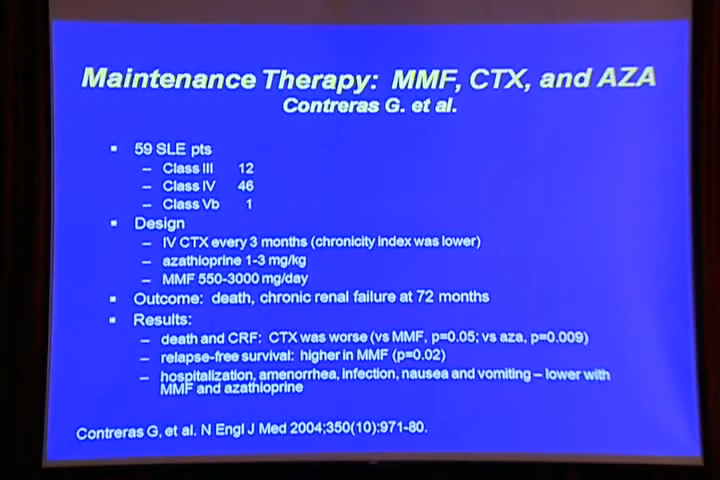 Maintenance Therapy: MMF, CTX, and AZA
Contreras G. et al.
▪ 59 SLE pts
– Class III 12
– Class IV 46
– Class Vb 1
▪ Design
– IV CTX every 3 months (chronicity index was lower)
– azathioprine 1-3 mg/kg
– MMF 550-3000 mg/day
▪ Outcome: death, chronic renal failure at 72 months
▪ Results:
– death and CRF: CTX was worse (vs MMF, p=0.05; vs aza, p=0.009)
– relapse-free survival: higher in MMF (p=0.02)
– hospitalization, amenorrhea, infection, nausea and vomiting – lower with
MMF and azathioprine
Contreras G, et al. N Engl J Med 2004;350(10):971-80.